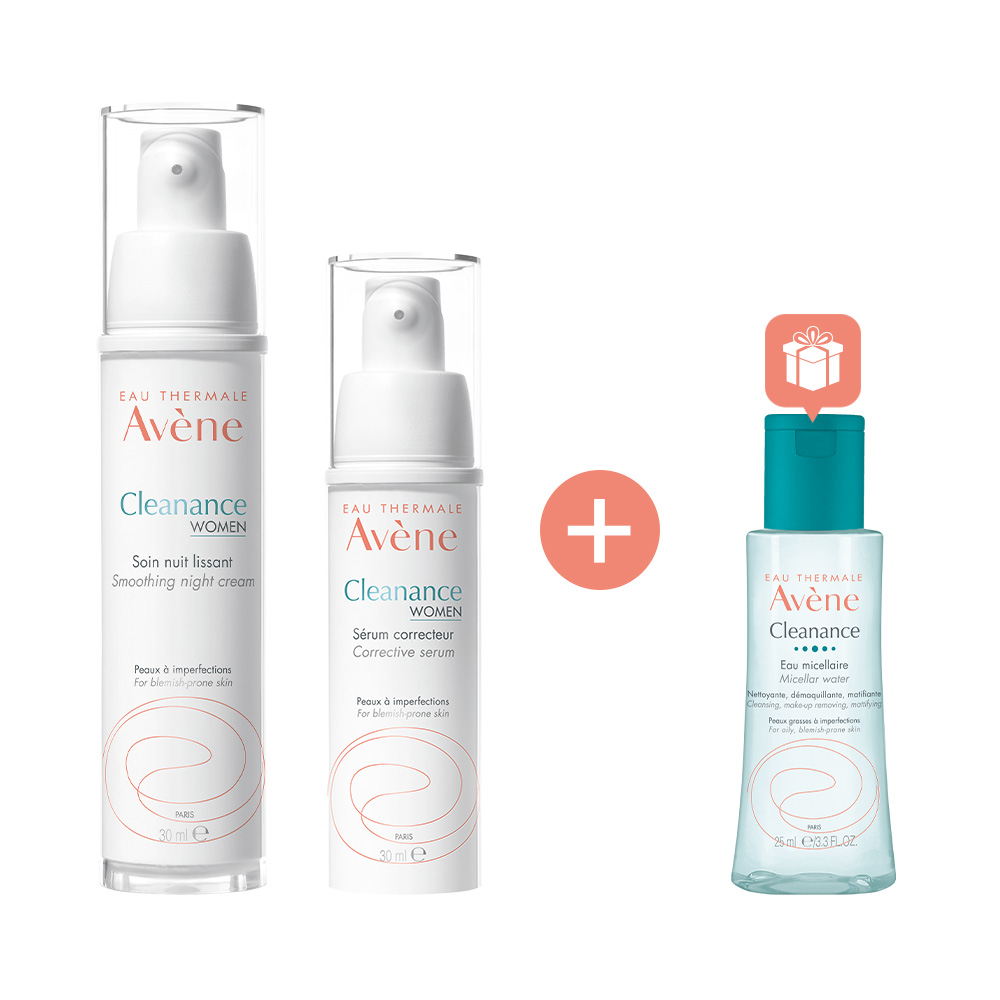 EAU THERMALE
Avène
Cleanance
WOMEN
Soin nuit lissant
Smoothing night cream
Peaux à imperfections
For blemish-prone skin
PARIS
30 ml ℮
EAU THERMALE
Avène
Cleanance
WOMEN
Sérum correcteur
Corrective serum
Peaux à imperfections
For blemish-prone skin
PARIS
30 ml ℮
EAU THERMALE
Avène
Cleanance
Eau micellaire
Micellar water
Nettoyante, démaquillante, matifiante
Cleansing, make-up removing, mattifying
Peaux grasses à imperfections
For oily, blemish-prone skin
PARIS
25 ml ℮/3.3 FL.OZ.